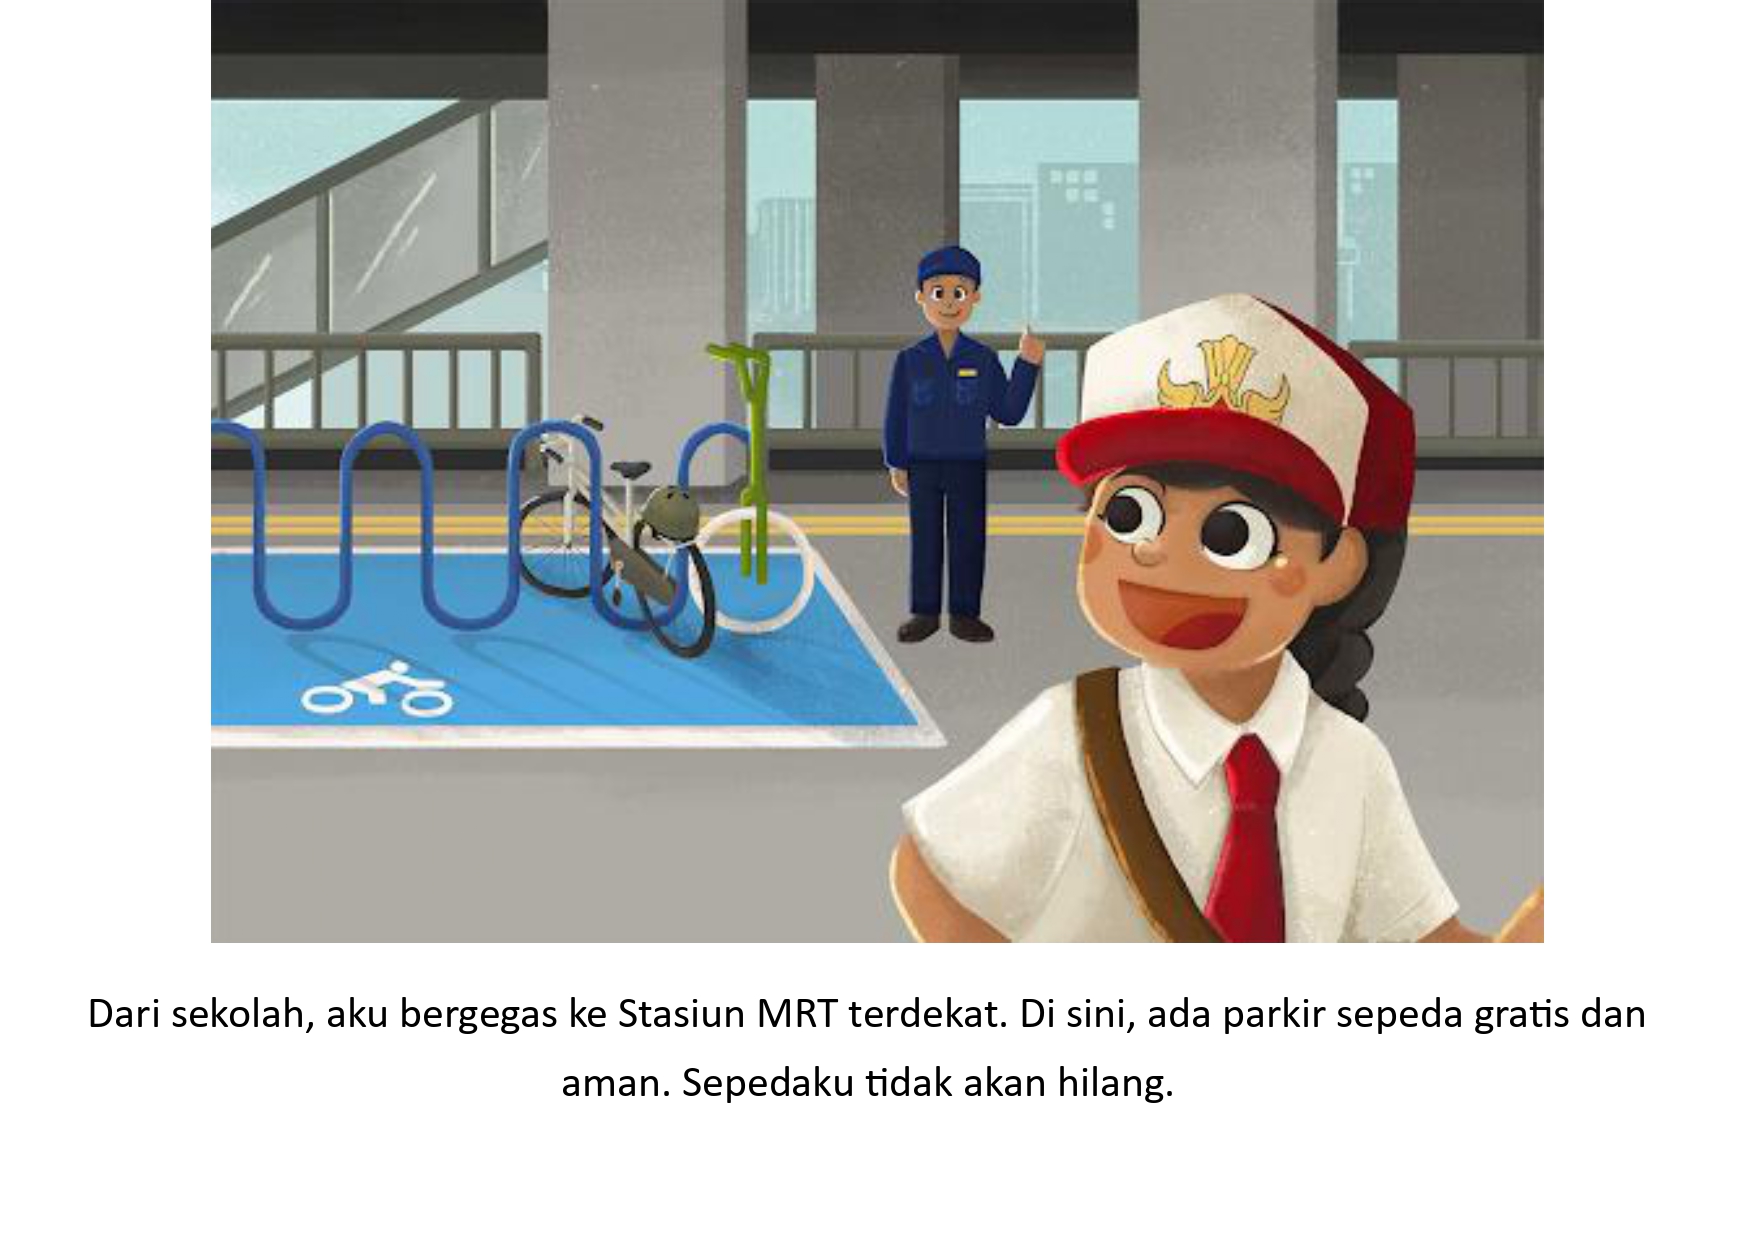 Dari sekolah, aku bergegas ke Stasiun MRT terdekat. Di sini, ada parkir sepeda gratis dan
aman. Sepedaku tidak akan hilang.